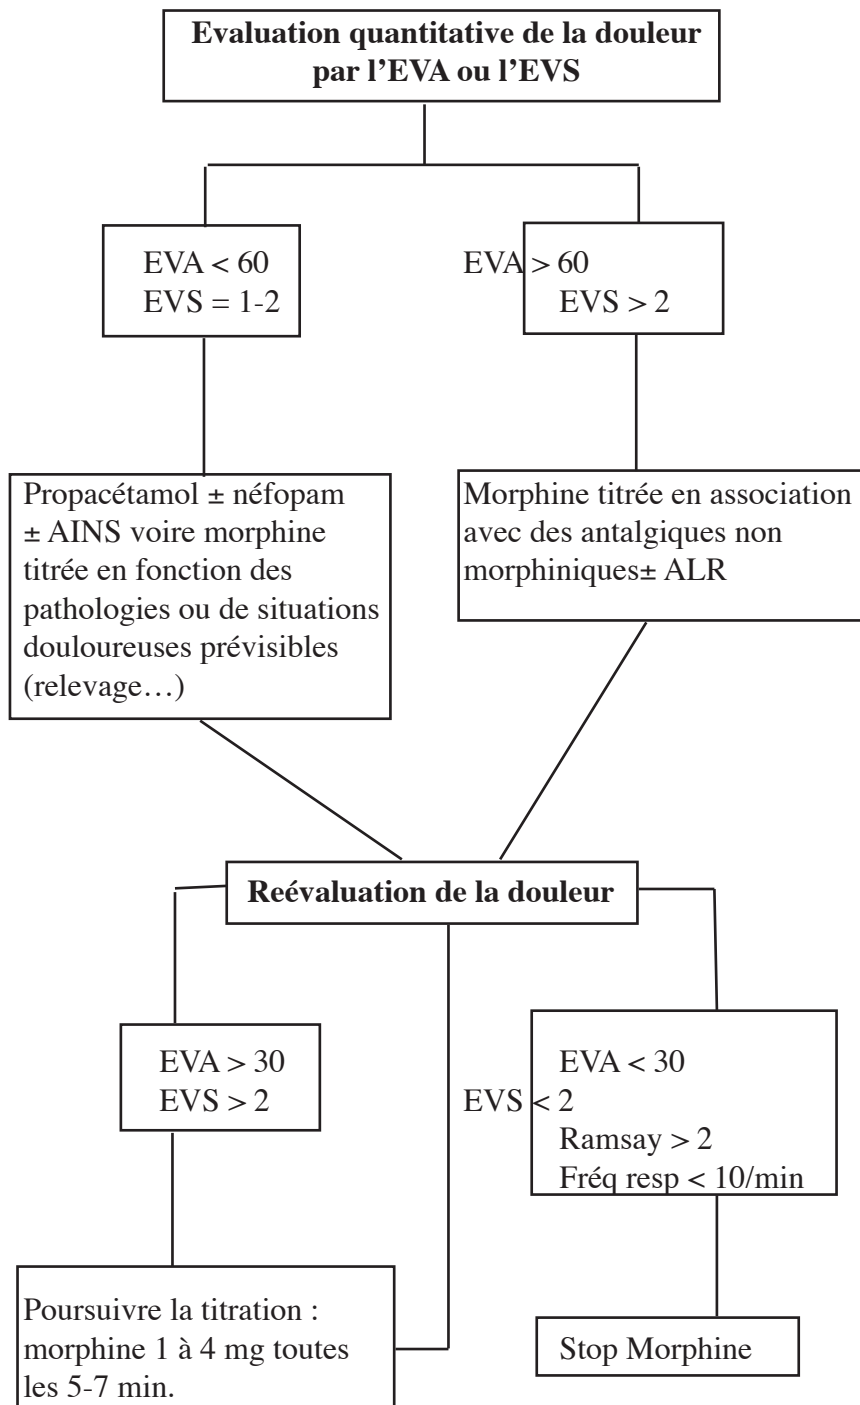 Evaluation quantitative de la douleur
par l’EVA ou l’EVS
EVA < 60
EVS = 1-2
EVA > 60
EVS > 2
Propacétamol ± néfopam
± AINS voire morphine
titrée en fonction des
pathologies ou de situations
douloureuses prévisibles
(relevage…)
Morphine titrée en association
avec des antalgiques non
morphiniques± ALR
Reévaluation de la douleur
EVA > 30
EVS > 2
EVA < 30
EVS < 2
Ramsay > 2
Fréq resp < 10/min
Poursuivre la titration :
morphine 1 à 4 mg toutes
les 5-7 min.
Stop Morphine